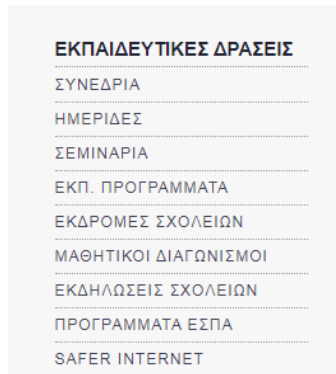 ΕΚΠΑΙΔΕΥΤΙΚΕΣ ΔΡΑΣΕΙΣ
ΣΥΝΕΔΡΙΑ
ΗΜΕΡΙΔΕΣ
ΣΕΜΙΝΑΡΙΑ
ΕΚΠ. ΠΡΟΓΡΑΜΜΑΤΑ
ΕΚΔΡΟΜΕΣ ΣΧΟΛΕΙΩΝ
ΜΑΘΗΤΙΚΟΙ ΔΙΑΓΩΝΙΣΜΟΙ
ΕΚΔΗΛΩΣΕΙΣ ΣΧΟΛΕΙΩΝ
ΠΡΟΓΡΑΜΜΑΤΑ ΕΣΠΑ
SAFER INTERNET